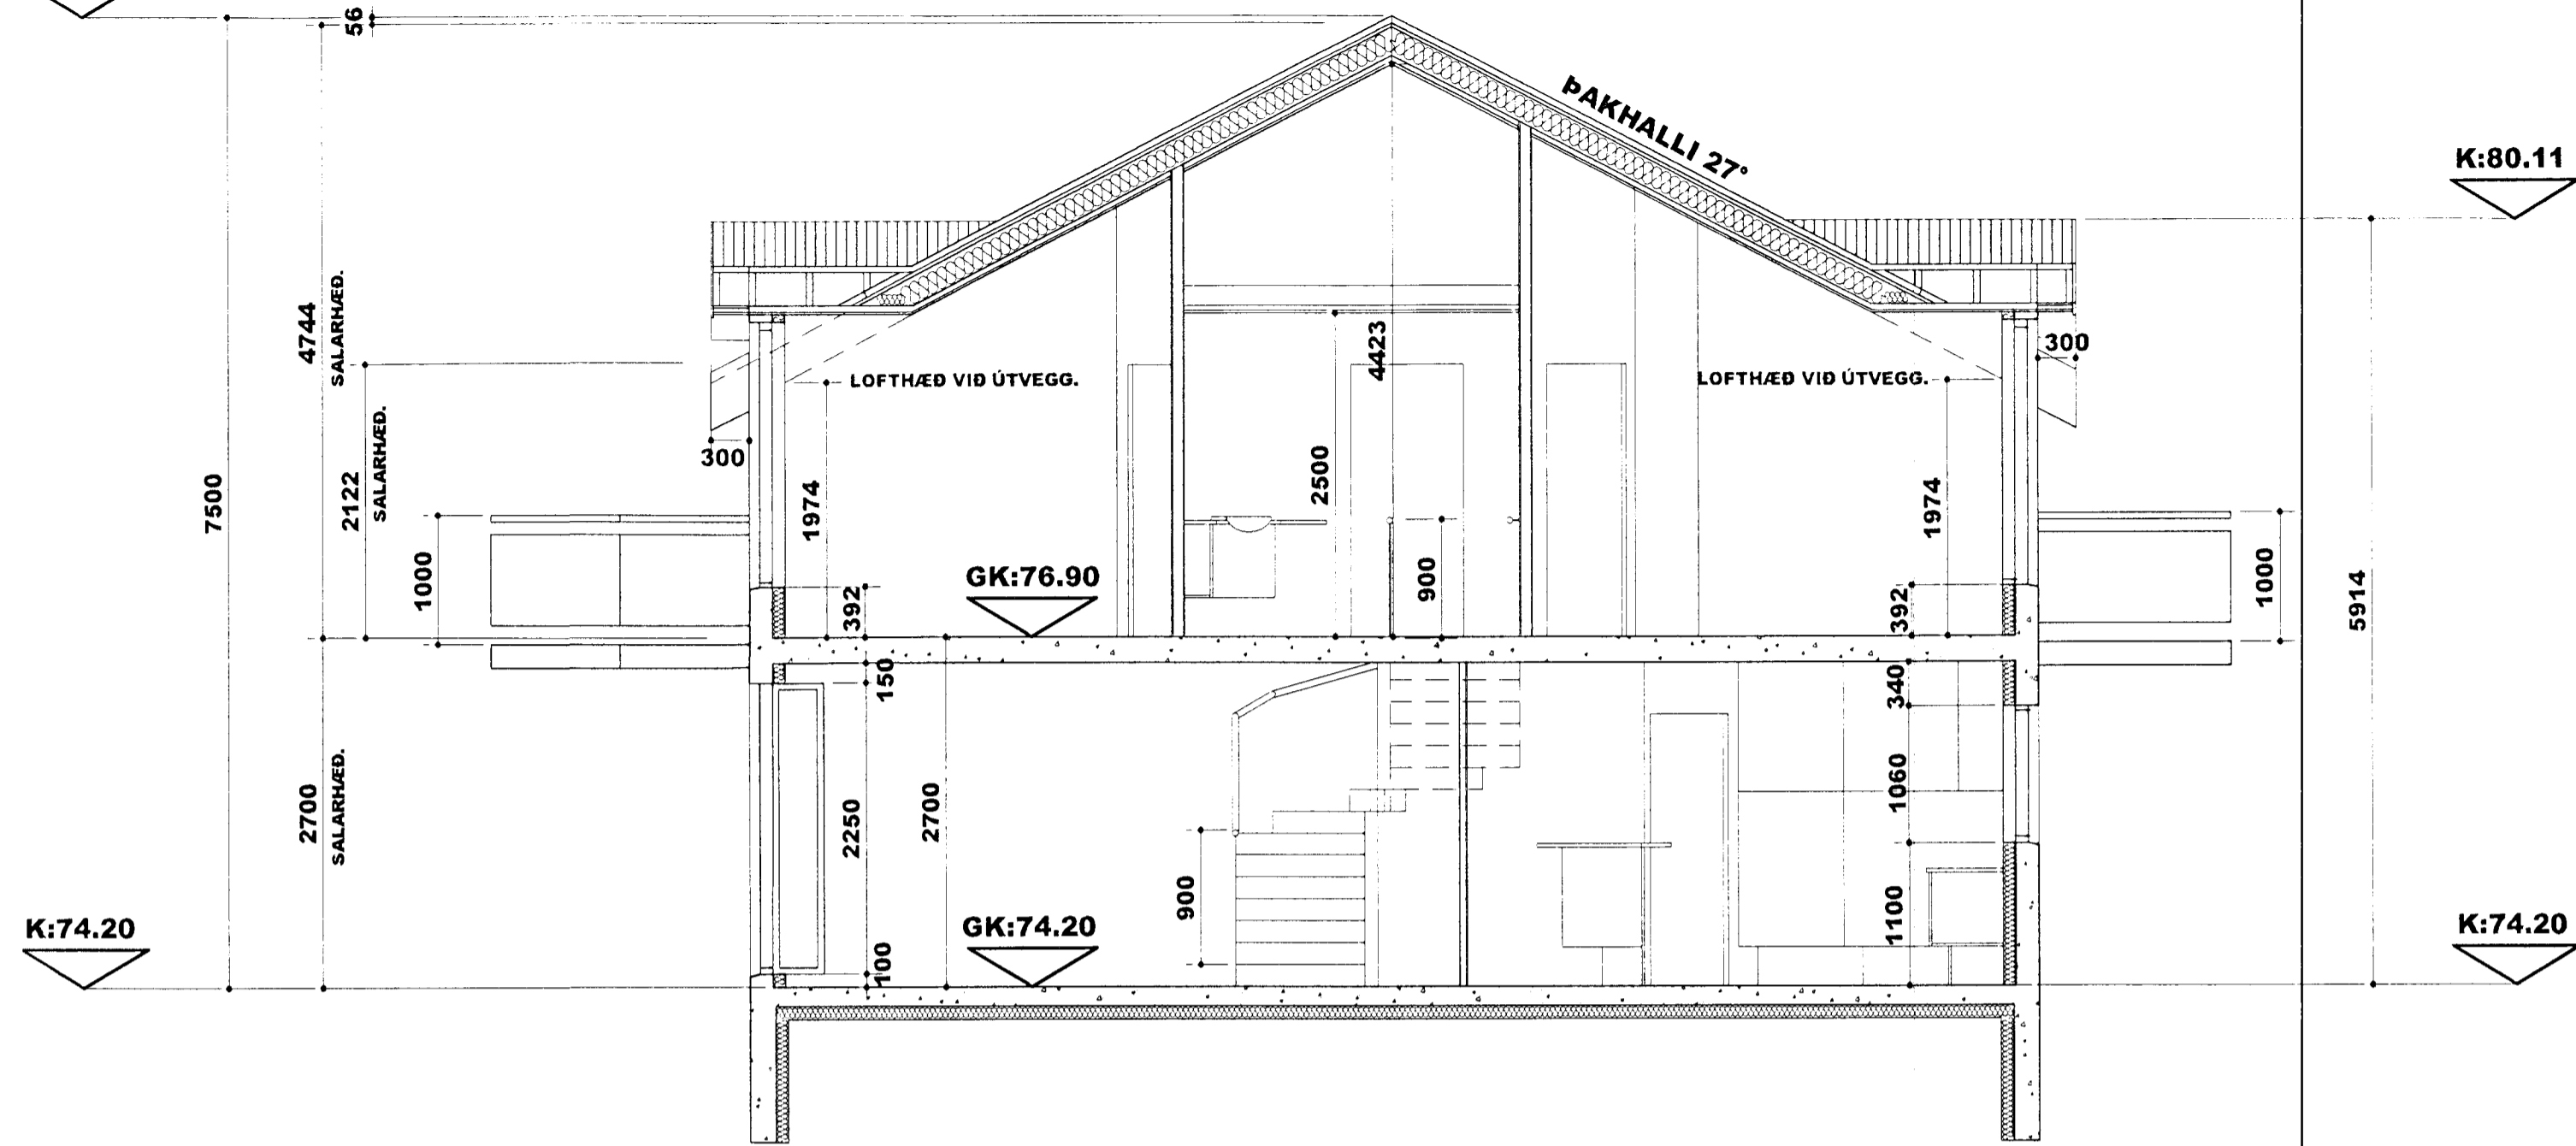 56
ÞAKHALLI 27°
K:80.11
4744
SALARHÆÐ.
4423
300
LOFTHÆÐ VIÐ ÚTVEGG.
LOFTHÆÐ VIÐ ÚTVEGG.
300
7500
2122
SALARHÆÐ.
1974
2500
1974
1000
GK:76.90
900
392
392
1000
5914
150
340
2700
SALARHÆÐ.
2250
2700
1060
900
1100
K:74.20
GK:74.20
100
K:74.20